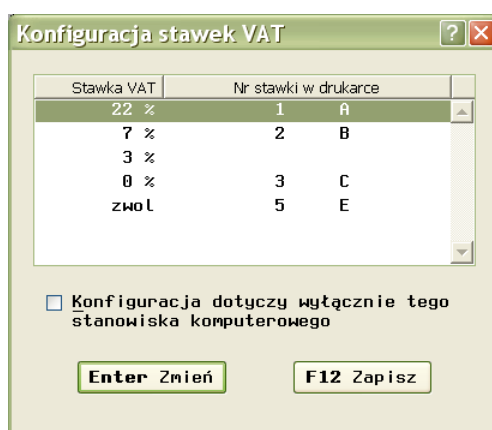 Konfiguracja stawek VAT ?
Stawka VAT Nr stawki w drukarce
22 % 1 A
7 % 2 B
3 %
0 % 3 C
zwol 5 E
Konfiguracja dotyczy wyłącznie tego
stanowiska komputerowego
Enter Zmień F12 Zapisz